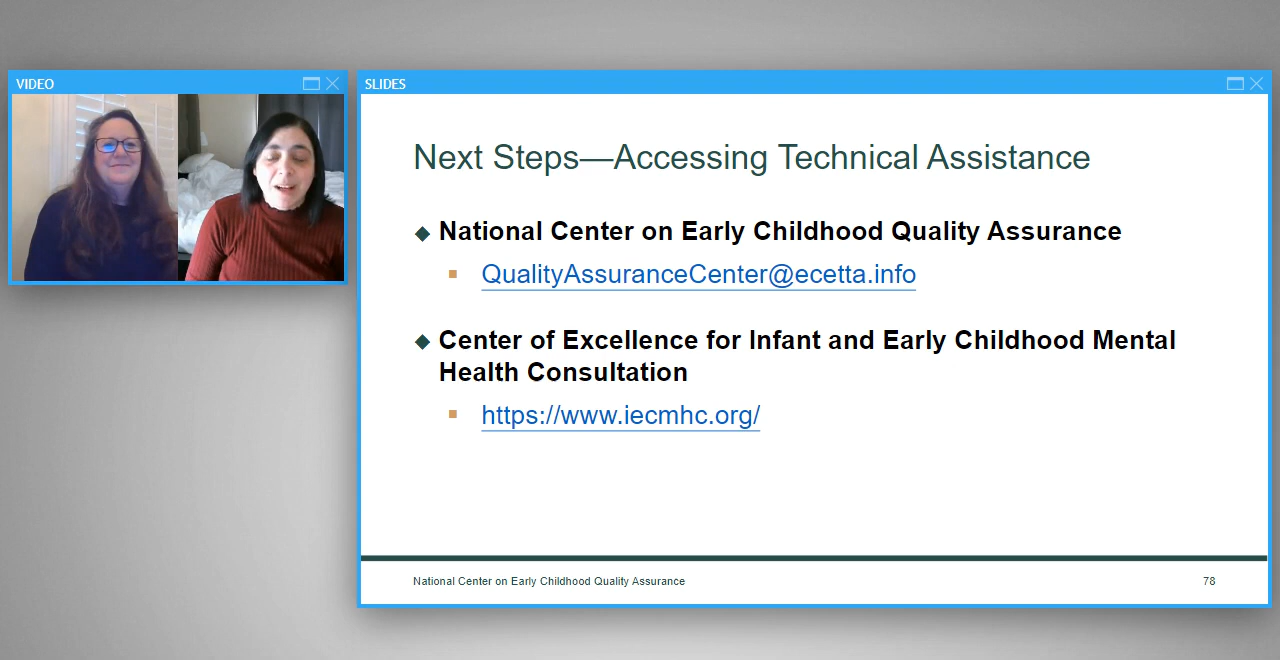 VIDEO
SLIDES
Next Steps—Accessing Technical Assistance
National Center on Early Childhood Quality Assurance
QualityAssuranceCenter@ecetta.info
Center of Excellence for Infant and Early Childhood Mental
Health Consultation
https://www.iecmhc.org/
National Center on Early Childhood Quality Assurance
78